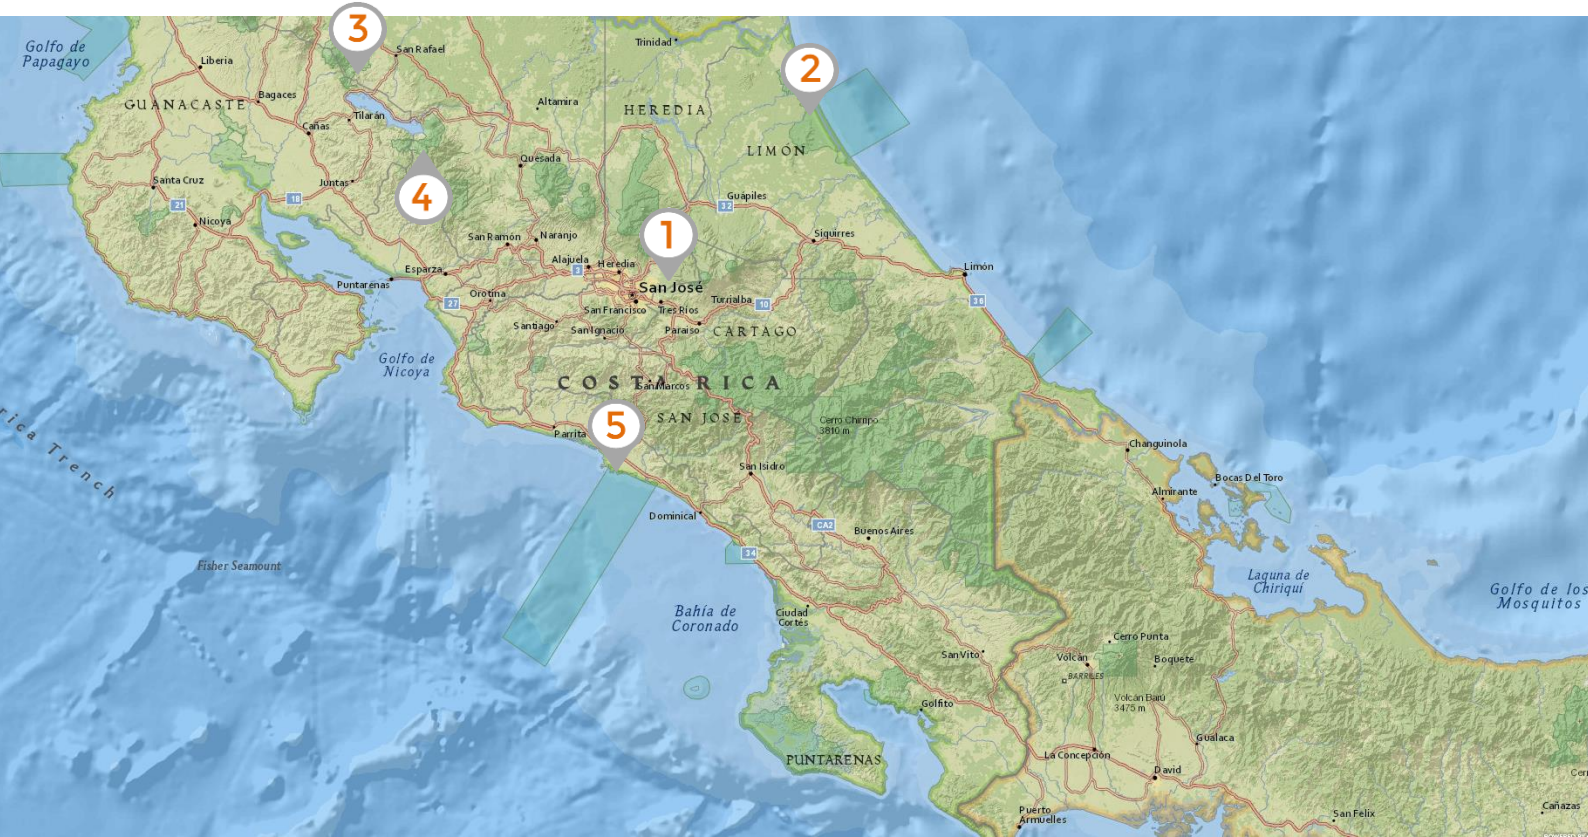 3
Golfo de
Papagayo
San Rafael
Trinidad
Liberia
2
Bagaces
GUANACASTE
Altamira
HEREDIA
Tilarán
Cañas
LIMÓN
Quesada
Santa Cruz
Juntas
4
18
21
Guápiles
32
Nicoya
1
San Ramón
Naranjo
Siquirres
Alajuela
Heredia
3
Esparza
Limón
Puntarenas
San José
Orotina
27
Turrialba
10
36
San Francisco
Tres Ríos
Santiago
San Ignacio
Paraíso
CARTAGO
Golfo de
Nicoya
COSTA RICA
San Marcos
rica Trench
SAN JOSÉ
Cerro Chirripo
3810 m
5
Parrita
Changuinola
San Isidro
Bocas Del Toro
Almirante
Dominical
CA2
Buenos Aires
34
Fisher Seamount
Laguna de
Chiriquí
Golfo de los
Mosquitos
Bahía de
Coronado
Ciudad
Cortés
Cerro Punta
San Vito
Volcán
Boquete
BARRILES
Volcán Barú
3475 m
Golfito
Gualaca
La Concepción
PUNTARENAS
David
Cer
Puerto
Armuelles
San Felix
Cañazas